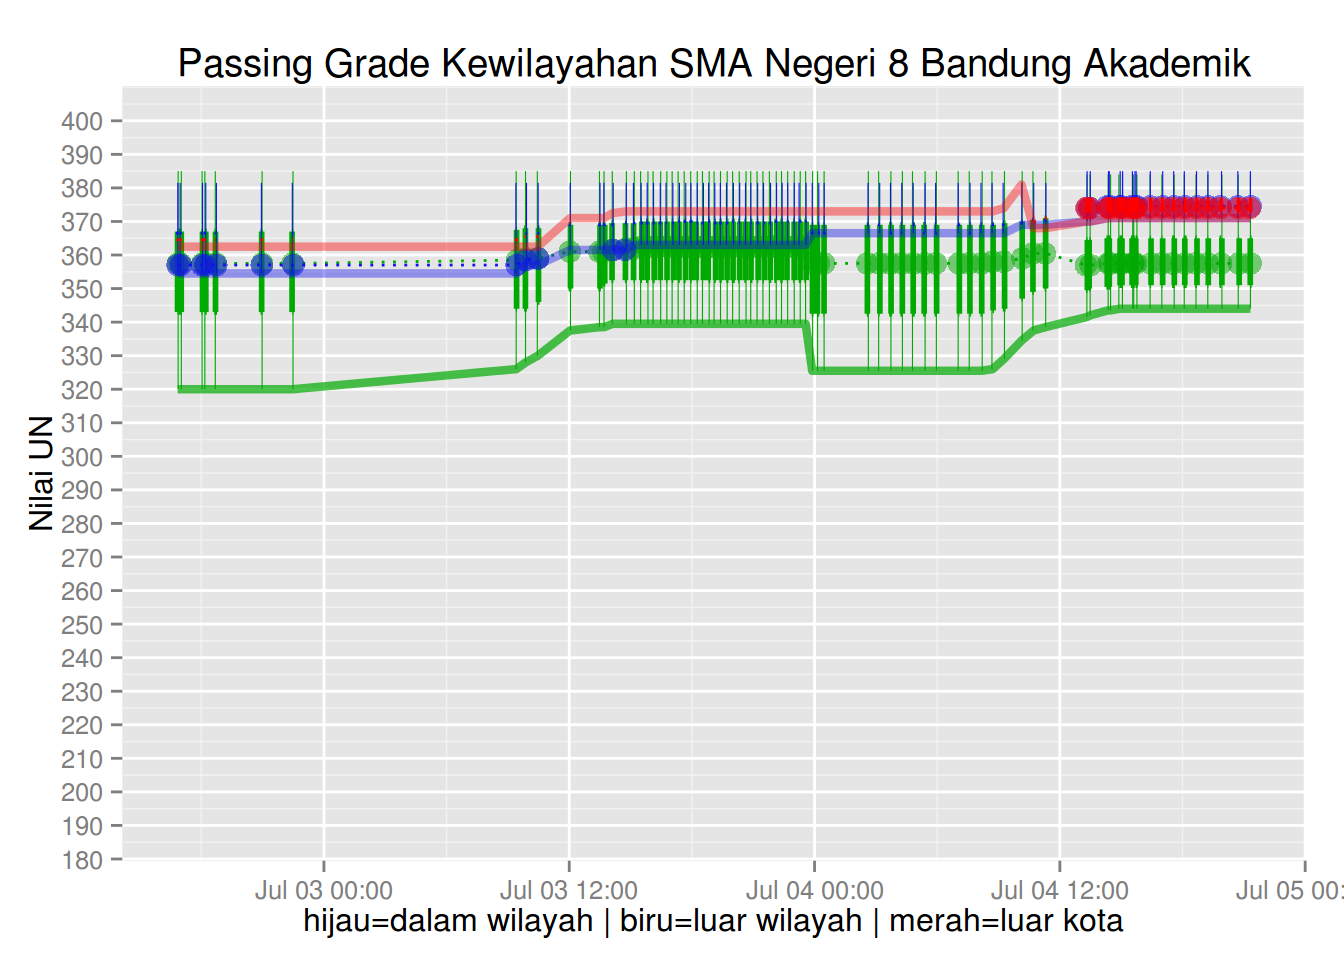 Passing Grade Kewilayahan SMA Negeri 8 Bandung Akademik
Nilai UN
400
390
380
370
360
350
340
330
320
310
300
290
280
270
260
250
240
230
220
210
200
190
180
Jul 03 00:00
Jul 03 12:00
Jul 04 00:00
Jul 04 12:00
Jul 05 00:
hijau=dalam wilayah | biru=luar wilayah | merah=luar kota